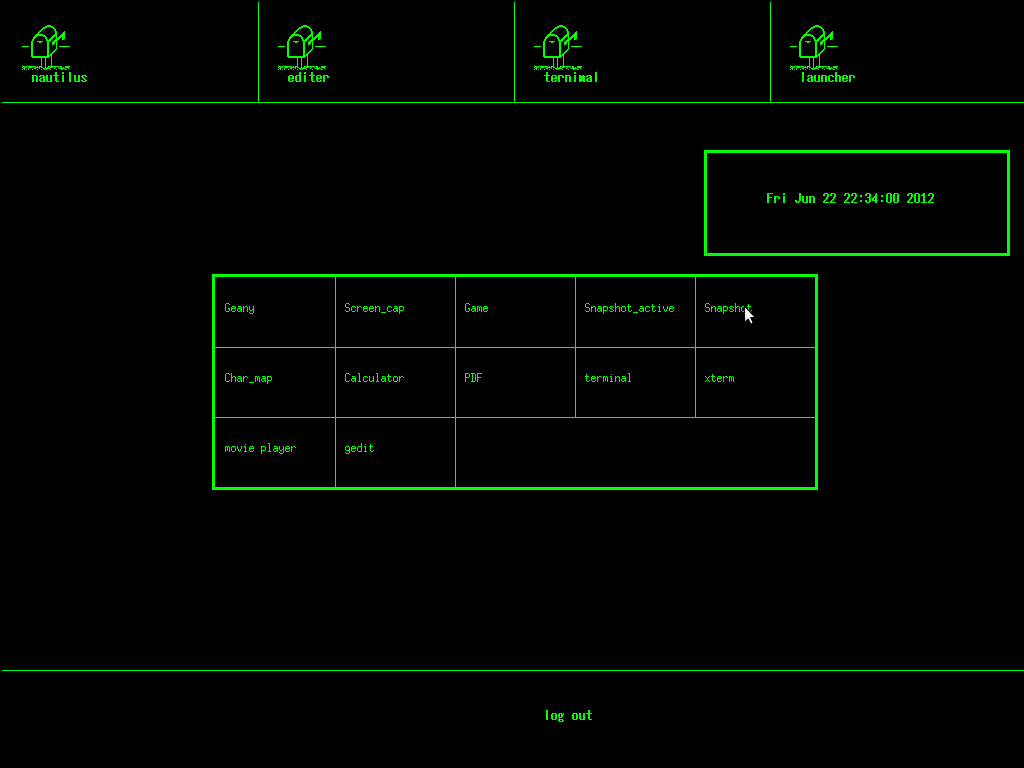 nautilus editer ternimal launcher
Fri Jun 22 22:34:00 2012
Geany Screen_cap Game Snapshot_active Snapshot
Char_map Calculator PDF terminal xterm
movie player gedit
log out